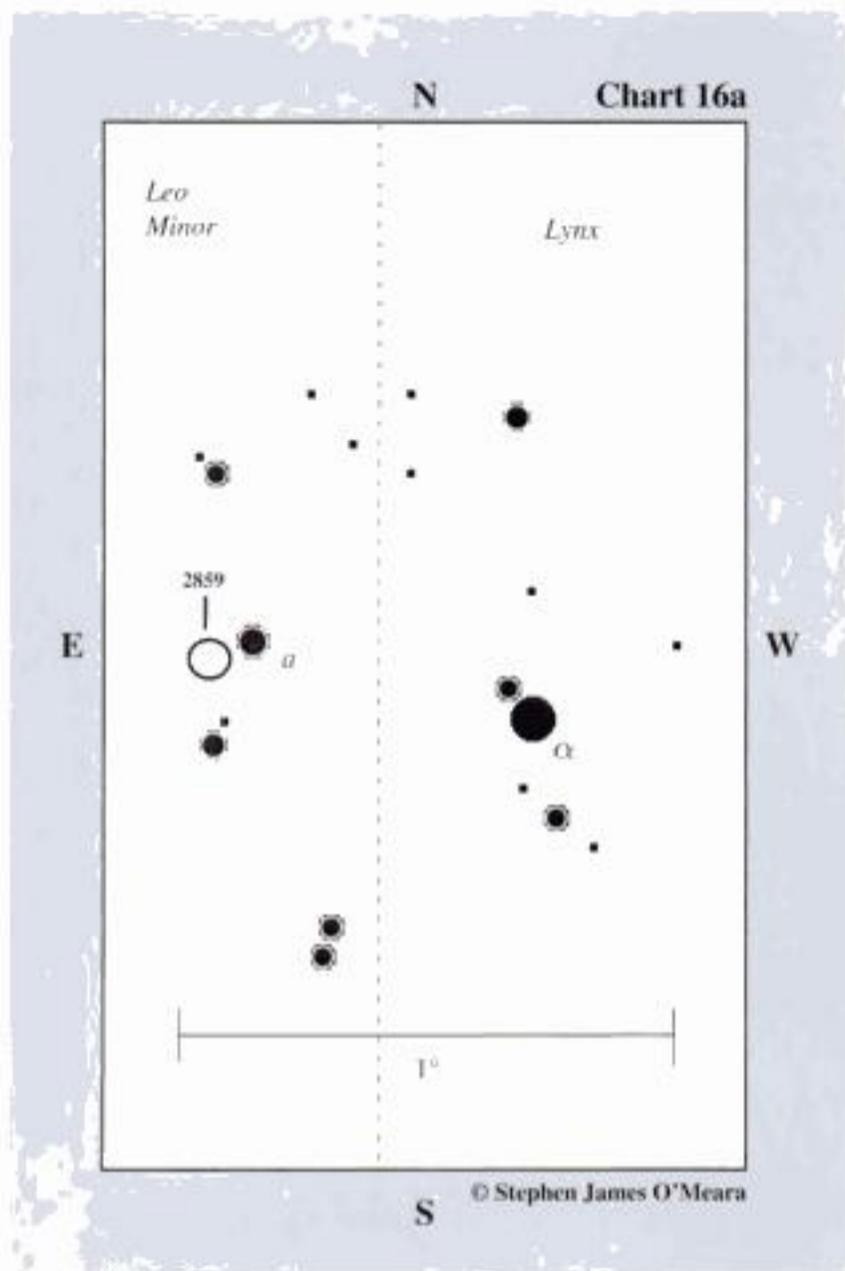 N
Chart 16a
Leo
Minor
Lynx
2859
E
a
W
α
1°
© Stephen James O'Meara
S